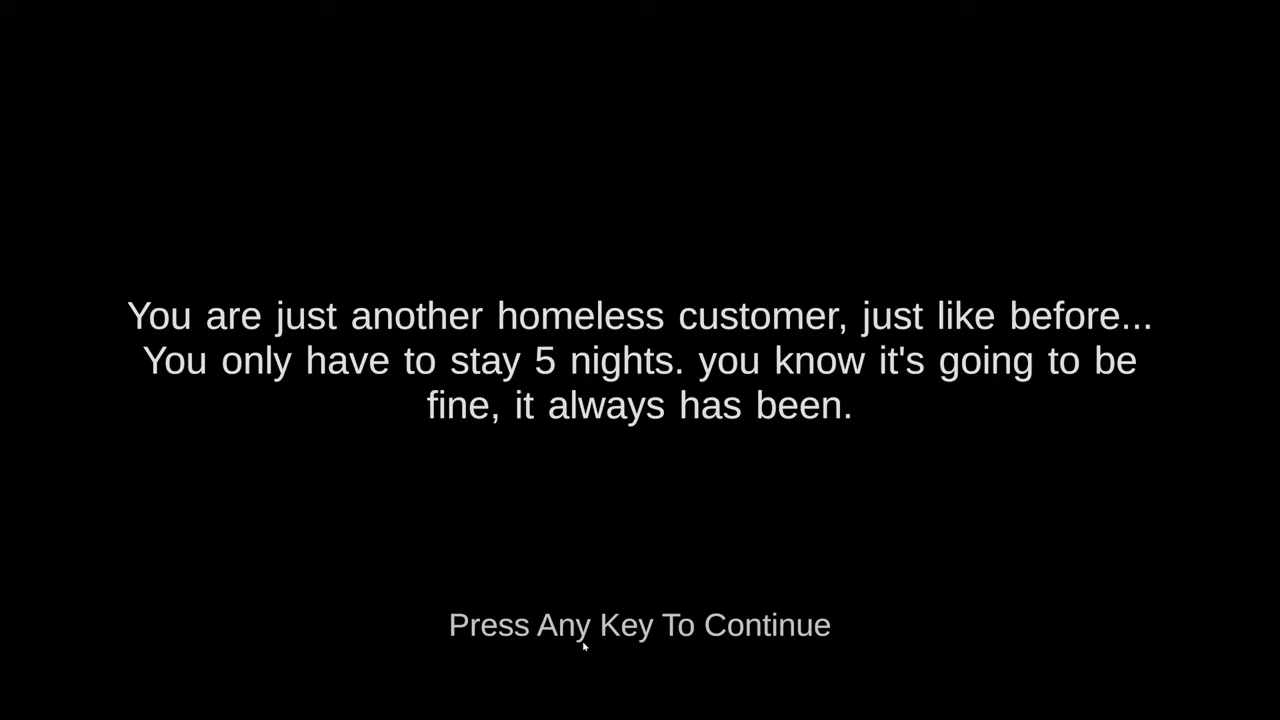 You are just another homeless customer, just like before...
You only have to stay 5 nights. you know it's going to be
fine, it always has been.
Press Any Key To Continue